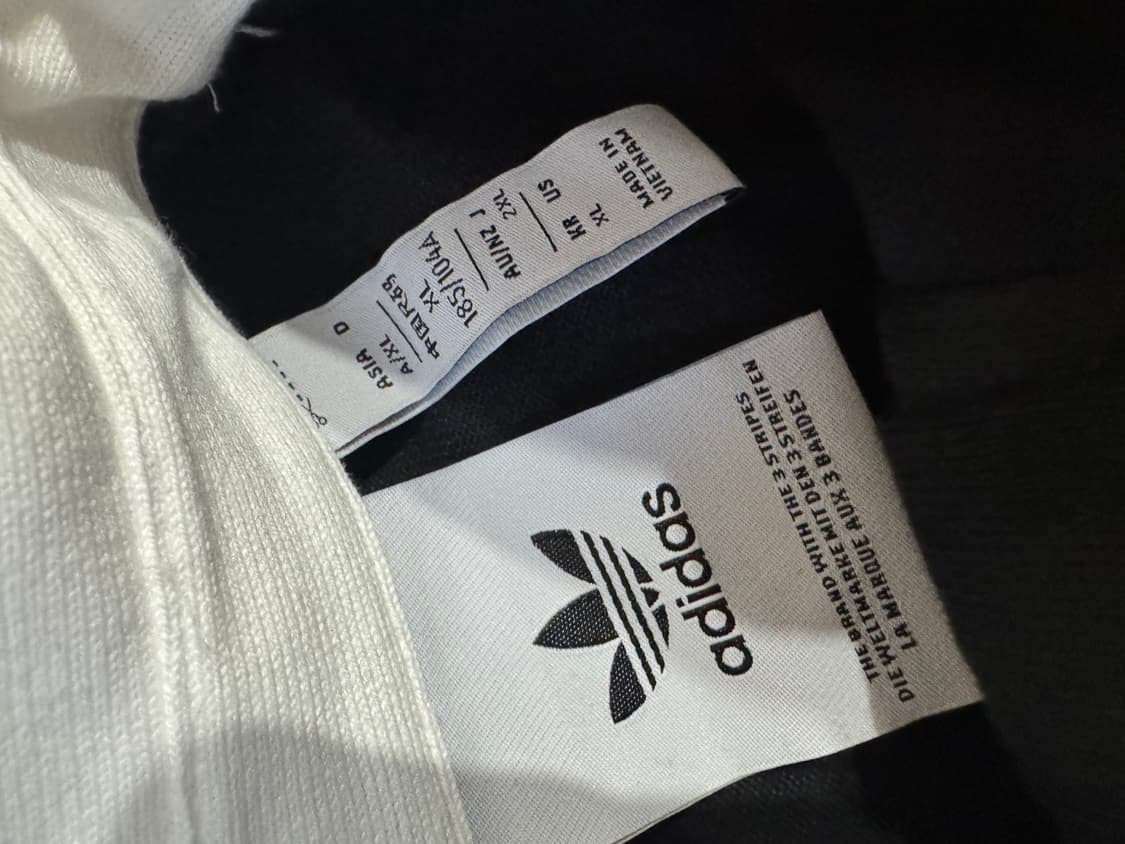 ASIA D
A/XL
中国 R69
XL
185/104A
AU/NZ J
2XL
KR US
XL
MADE IN
VIETNAM
adidas
THE BRAND WITH THE 3 STRIPES
DIE WELTMARKE MIT DEN 3 STREIFEN
LA MARQUE AUX 3 BANDES